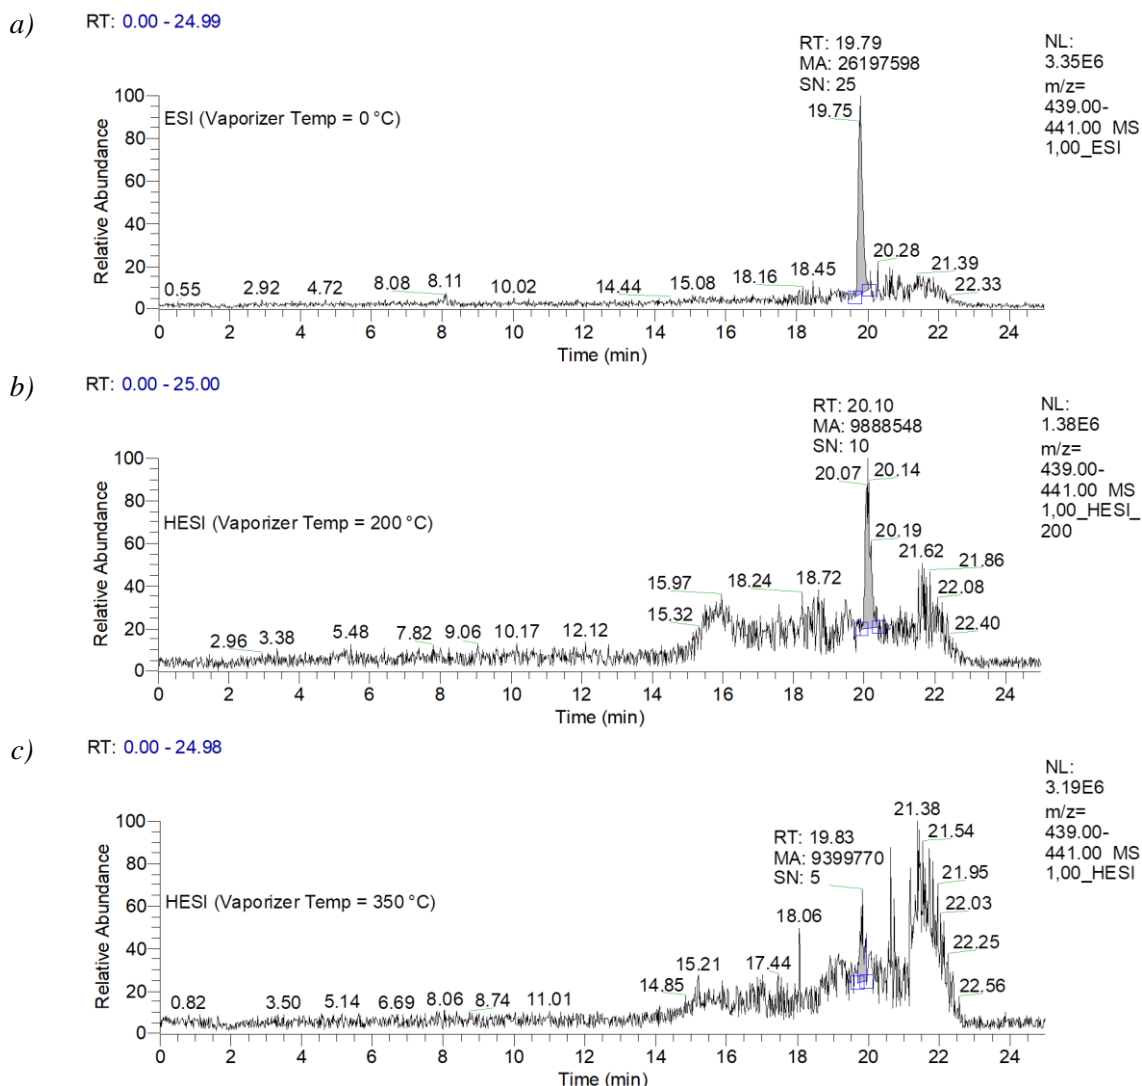 a)
RT: 0.00 - 24.99
RT: 19.79
MA: 26197598
SN: 25
NL:
3.35E6
m/z=
439.00-
441.00 MS
1,00_ESI
ESI (Vaporizer Temp = 0 °C)
Relative Abundance
100
80
60
40
20
0
0.55
2.92
4.72
8.08
8.11
10.02
14.44
15.08
18.16
18.45
19.75
20.28
21.39
22.33
0 2 4 6 8 10 12 14 16 18 20 22 24
Time (min)
b)
RT: 0.00 - 25.00
RT: 20.10
MA: 9888548
SN: 10
NL:
1.38E6
m/z=
439.00-
441.00 MS
1,00_HESI_
200
HESI (Vaporizer Temp = 200 °C)
Relative Abundance
100
80
60
40
20
0
2.96
3.38
5.48
7.82
9.06
10.17
12.12
15.32
15.97
18.24
18.72
20.07
20.14
20.19
21.62
21.86
22.08
22.40
0 2 4 6 8 10 12 14 16 18 20 22 24
Time (min)
c)
RT: 0.00 - 24.98
RT: 19.83
MA: 9399770
SN: 5
NL:
3.19E6
m/z=
439.00-
441.00 MS
1,00_HESI
HESI (Vaporizer Temp = 350 °C)
Relative Abundance
100
80
60
40
20
0
0.82
3.50
5.14
6.69
8.06
8.74
11.01
14.85
15.21
17.44
18.06
21.38
21.54
21.95
22.03
22.25
22.56
0 2 4 6 8 10 12 14 16 18 20 22 24
Time (min)